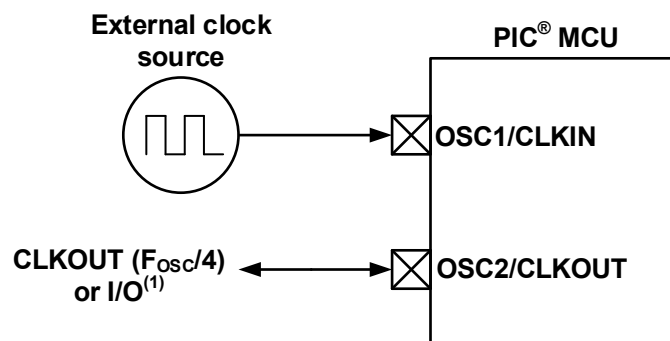 External clock
source
PIC® MCU
OSC1/CLKIN
CLKOUT (FOSC/4)
or I/O(1)
OSC2/CLKOUT